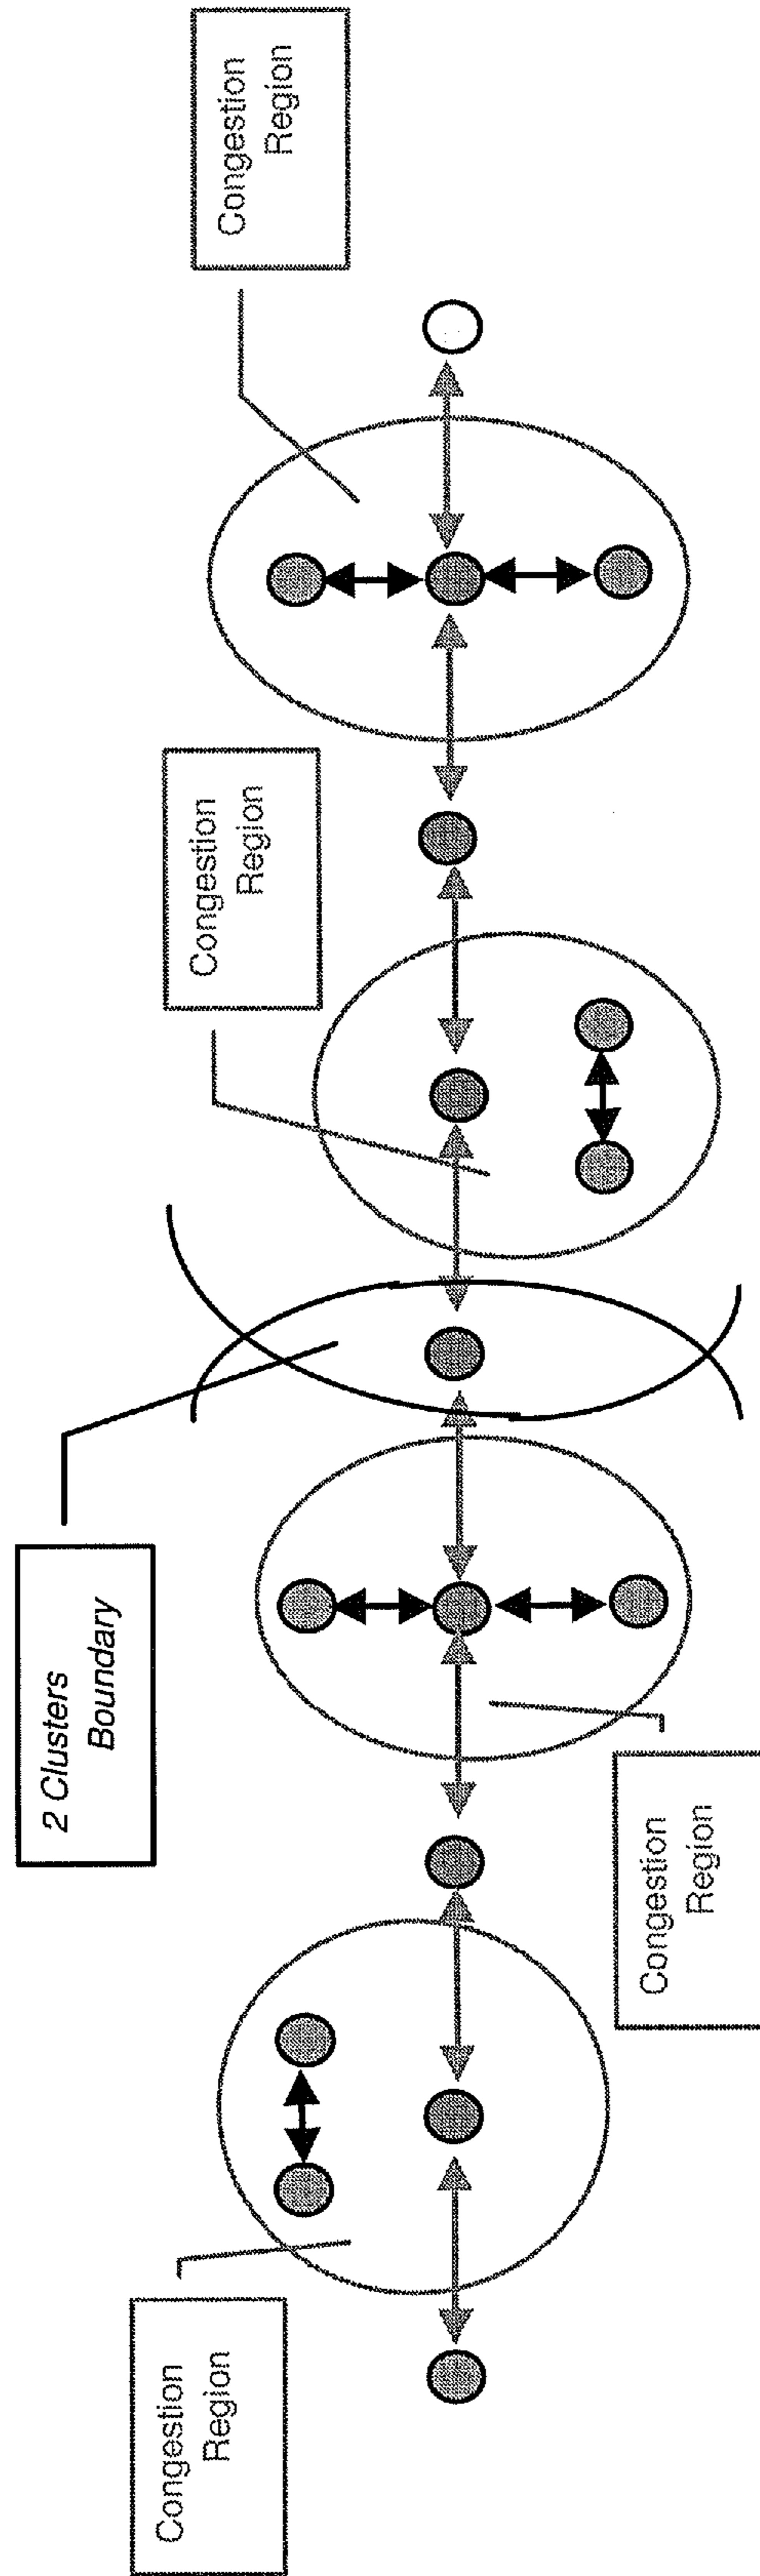 Congestion
Region
2 Clusters
Boundary
Congestion
Region
Congestion
Region
Congestion
Region